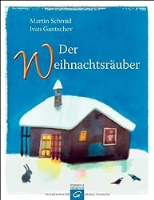 Martin Schmid
Ivan Gantschev
Der
Weihnachtsräuber